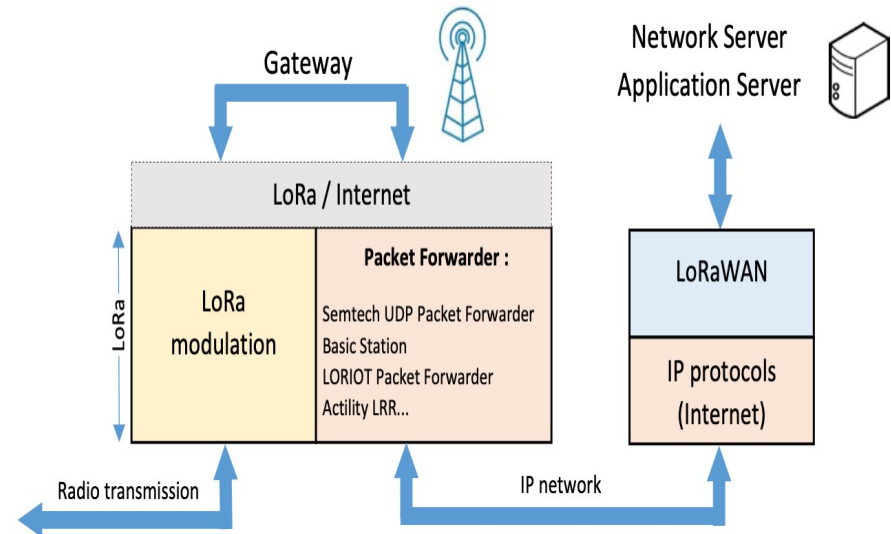 Gateway
Network Server
Application Server
LoRa / Internet
LoRa
LoRa
modulation
Packet Forwarder :
Semtech UDP Packet Forwarder
Basic Station
LORIOT Packet Forwarder
Actility LRR...
LoRaWAN
IP protocols
(Internet)
Radio transmission
IP network